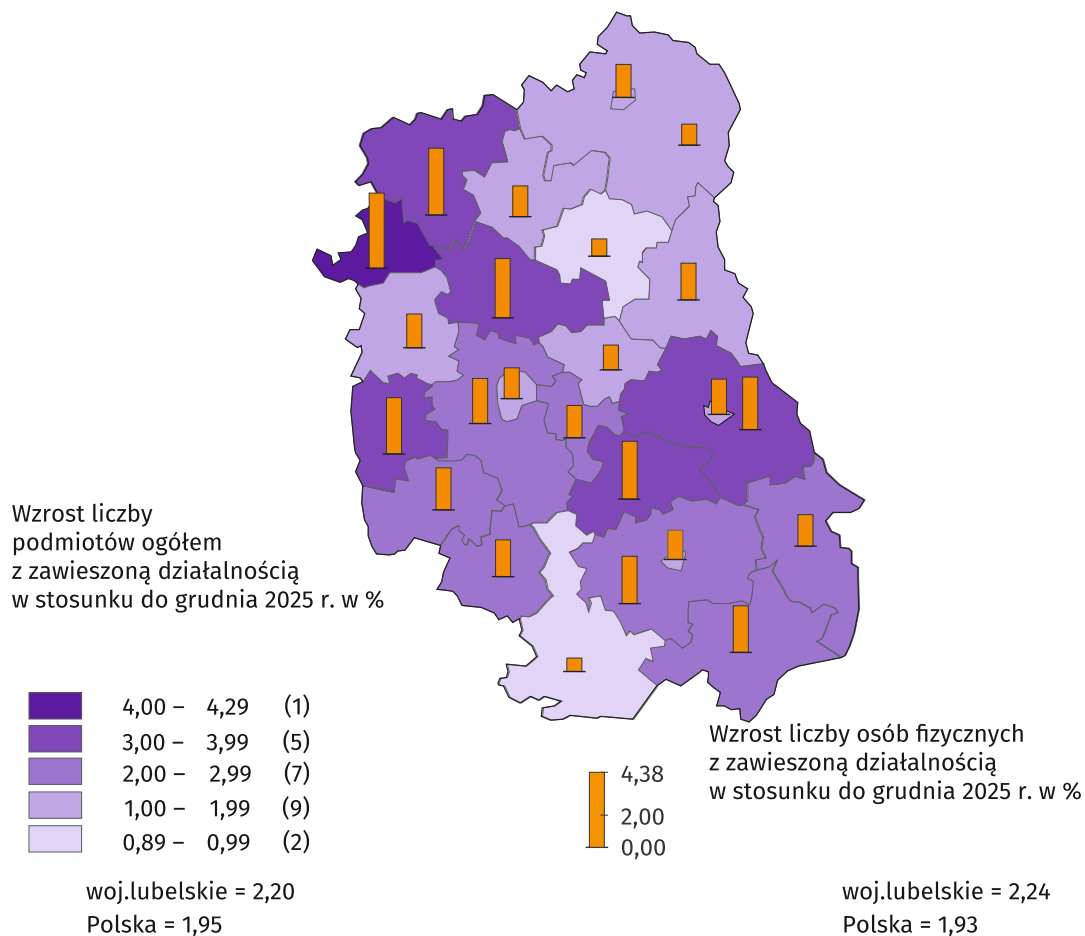 Wzrost liczby
podmiotów ogółem
z zawieszoną działalnością
w stosunku do grudnia 2025 r. w %
4,00 – 4,29 (1)
3,00 – 3,99 (5)
2,00 – 2,99 (7)
1,00 – 1,99 (9)
0,89 – 0,99 (2)
woj.lubelskie = 2,20
Polska = 1,95
Wzrost liczby osób fizycznych
z zawieszoną działalnością
w stosunku do grudnia 2025 r. w %
4,38
2,00
0,00
woj.lubelskie = 2,24
Polska = 1,93